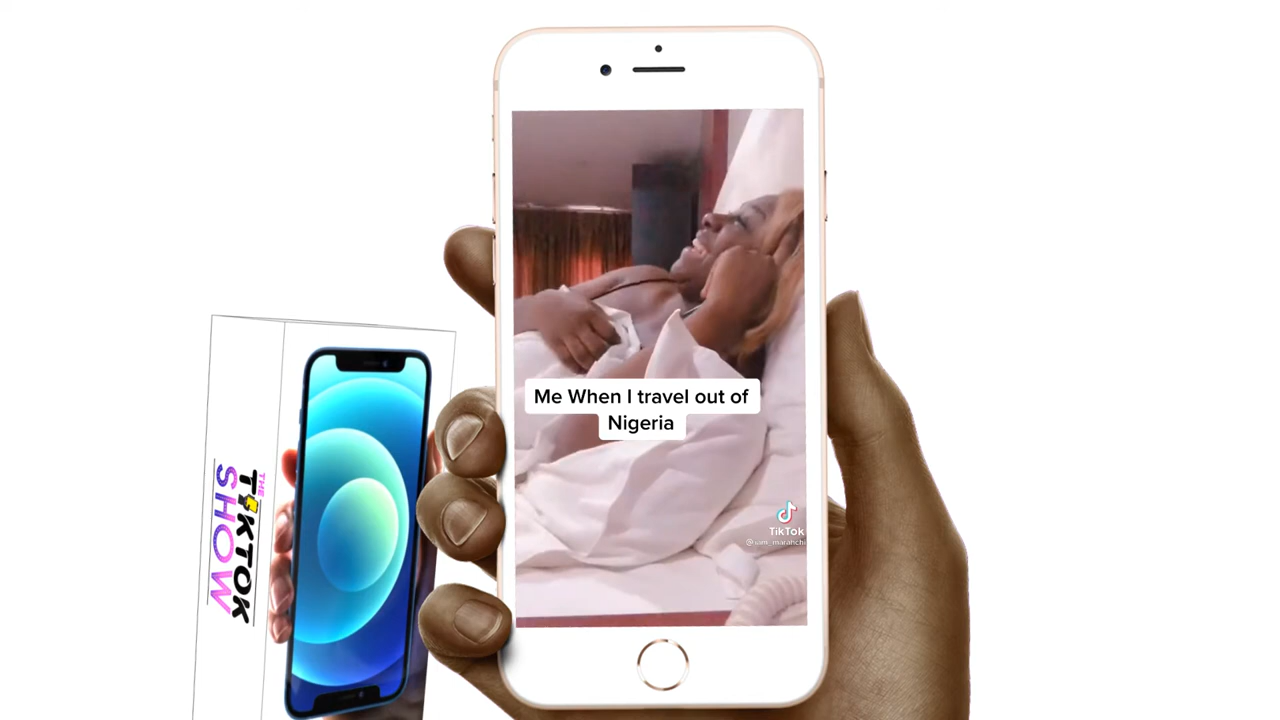 Me When I travel out of
Nigeria
TikTok
THE
TIKTOK
SHOW